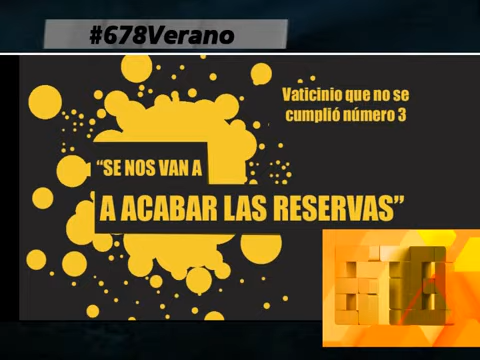 #678Verano
Vaticinio que no se
cumplió número 3
“SE NOS VAN A
A ACABAR LAS RESERVAS”